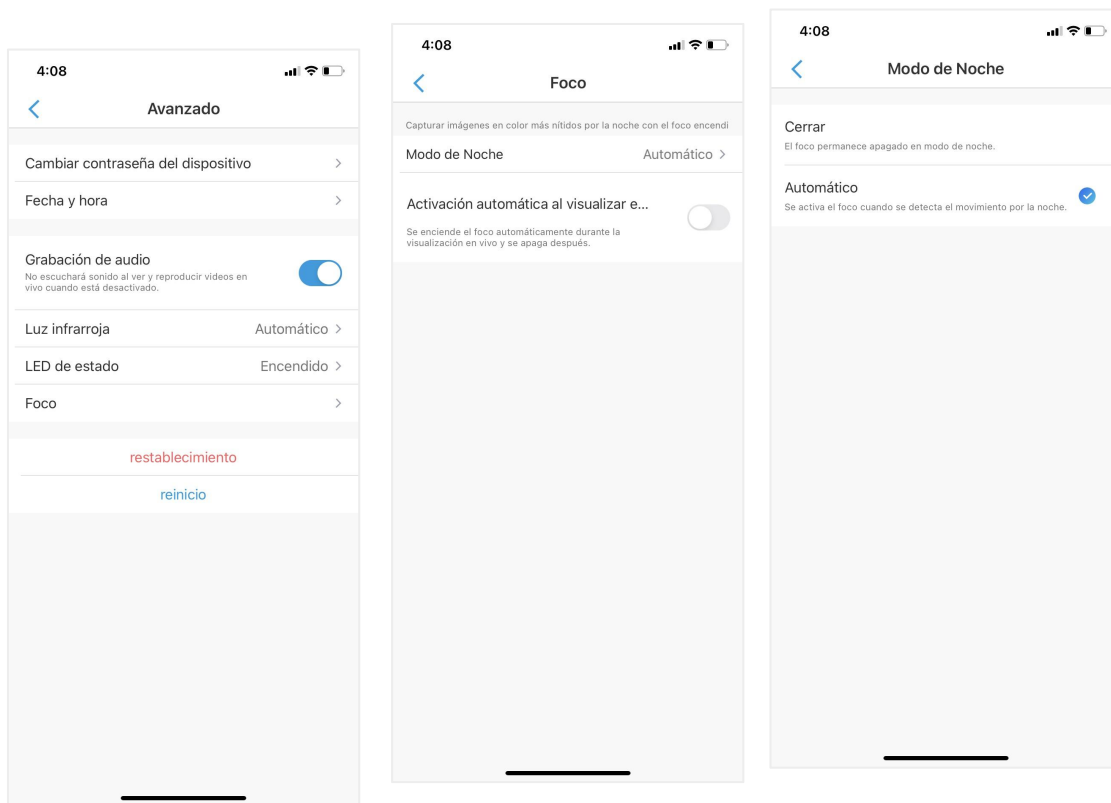 4:08
Avanzado
Cambiar contraseña del dispositivo
Fecha y hora
Grabación de audio
No escuchará sonido al ver y reproducir videos en
vivo cuando está desactivado.
Luz infrarroja Automático
LED de estado Encendido
Foco
restablecimiento
reinicio
4:08
Foco
Capturar imágenes en color más nítidos por la noche con el foco encendi
Modo de Noche Automático
Activación automática al visualizar e...
Se enciende el foco automáticamente durante la
visualización en vivo y se apaga después.
4:08
Modo de Noche
Cerrar
El foco permanece apagado en modo de noche.
Automático
Se activa el foco cuando se detecta el movimiento por la noche.